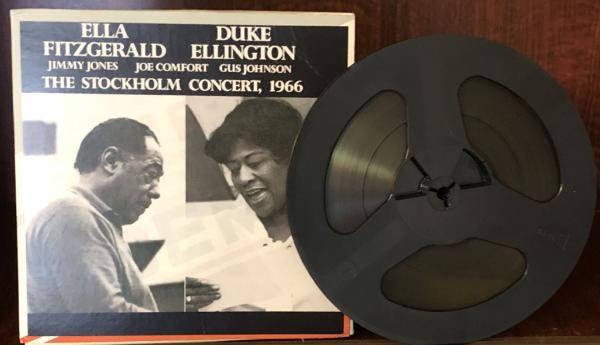 ELLA
FITZGERALD
DUKE
ELLINGTON
JIMMY JONES JOE COMFORT GUS JOHNSON
THE STOCKHOLM CONCERT, 1966